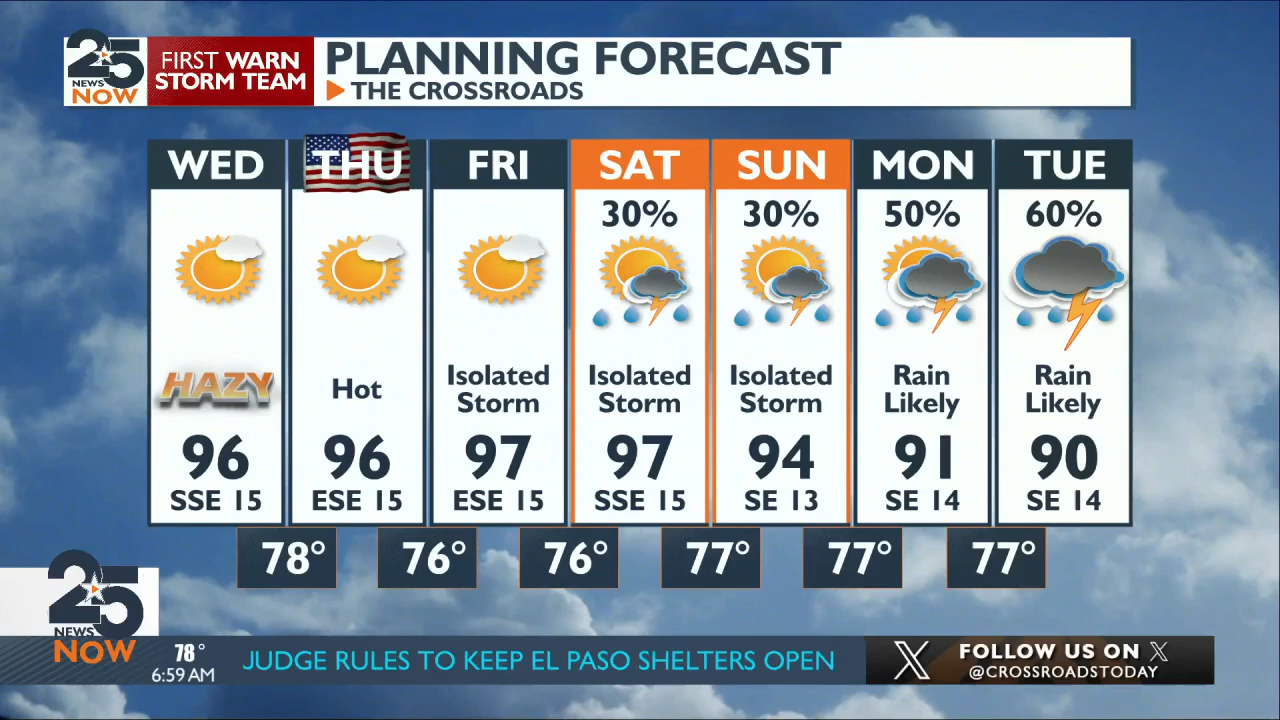 25
NEWS
NOW
FIRST WARN
STORM TEAM
PLANNING FORECAST
THE CROSSROADS
WED
HAZY
96
SSE 15
THU
Hot
96
ESE 15
FRI
Isolated
Storm
97
ESE 15
SAT
30%
Isolated
Storm
97
SSE 15
SUN
30%
Isolated
Storm
94
SE 13
MON
50%
Rain
Likely
91
SE 14
TUE
60%
Rain
Likely
90
SE 14
78°
76°
76°
77°
77°
77°
25
NEWS
NOW
78°
6:59 AM
JUDGE RULES TO KEEP EL PASO SHELTERS OPEN
X
FOLLOW US ON X
@CROSSROADSTODAY